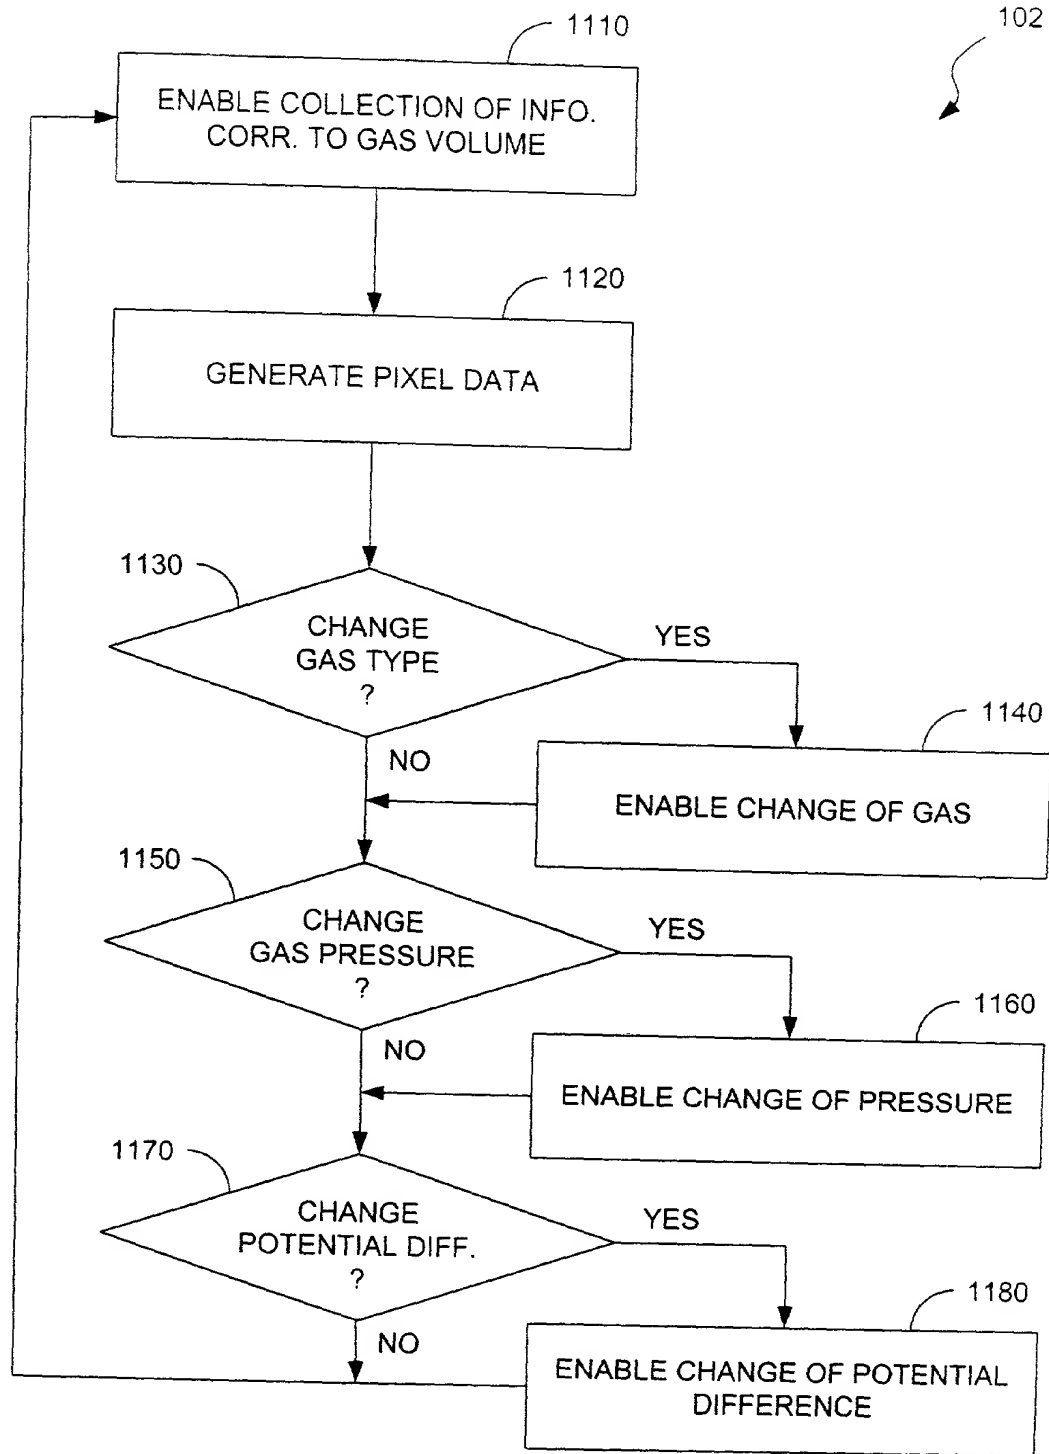 1110
102
ENABLE COLLECTION OF INFO.
CORR. TO GAS VOLUME
1120
GENERATE PIXEL DATA
1130
CHANGE
GAS TYPE
?
YES
NO
1140
ENABLE CHANGE OF GAS
1150
CHANGE
GAS PRESSURE
?
YES
NO
1160
ENABLE CHANGE OF PRESSURE
1170
CHANGE
POTENTIAL DIFF.
?
YES
NO
1180
ENABLE CHANGE OF POTENTIAL
DIFFERENCE